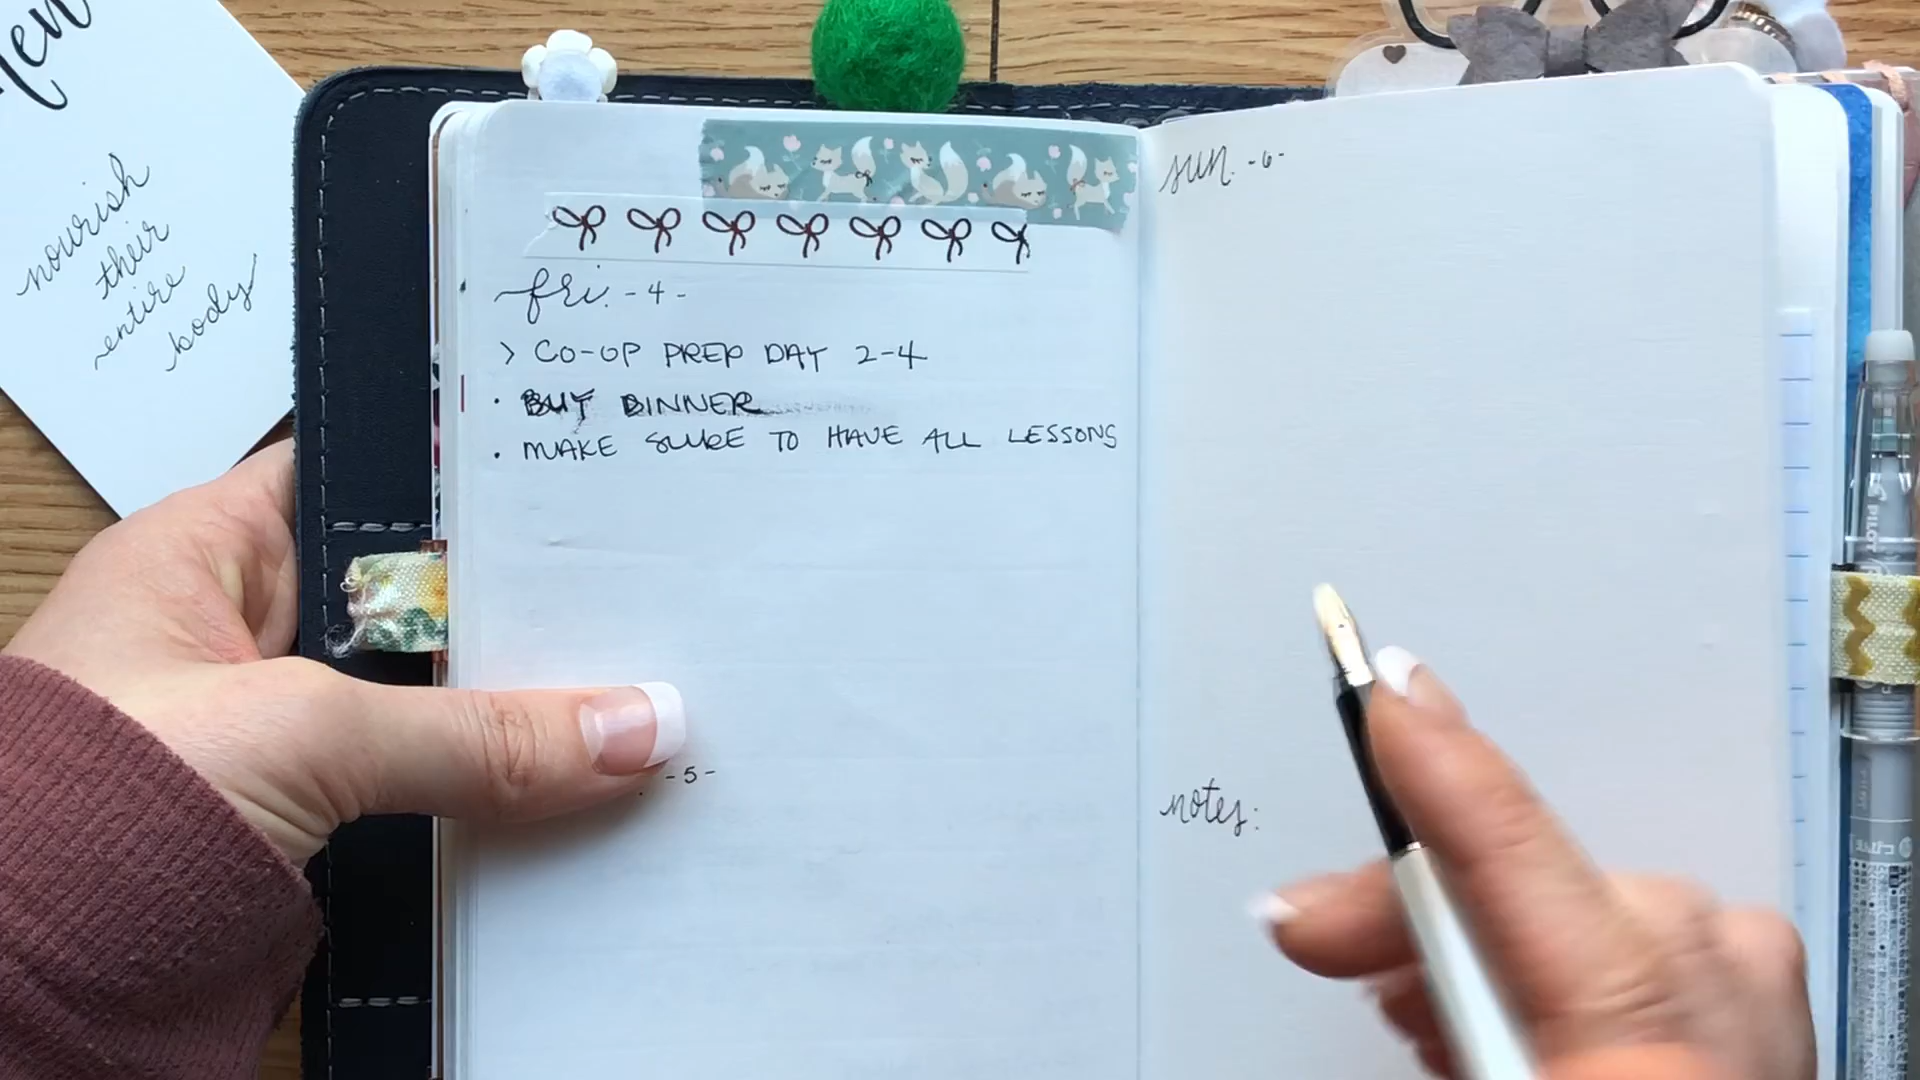 nourish
their
entire
body
fri. -4-
> CO-OP PREP DAY 2-4
• BUY DINNER
• MAKE SURE TO HAVE ALL LESSONS
-5-
sun. -6-
notes:
PILOT